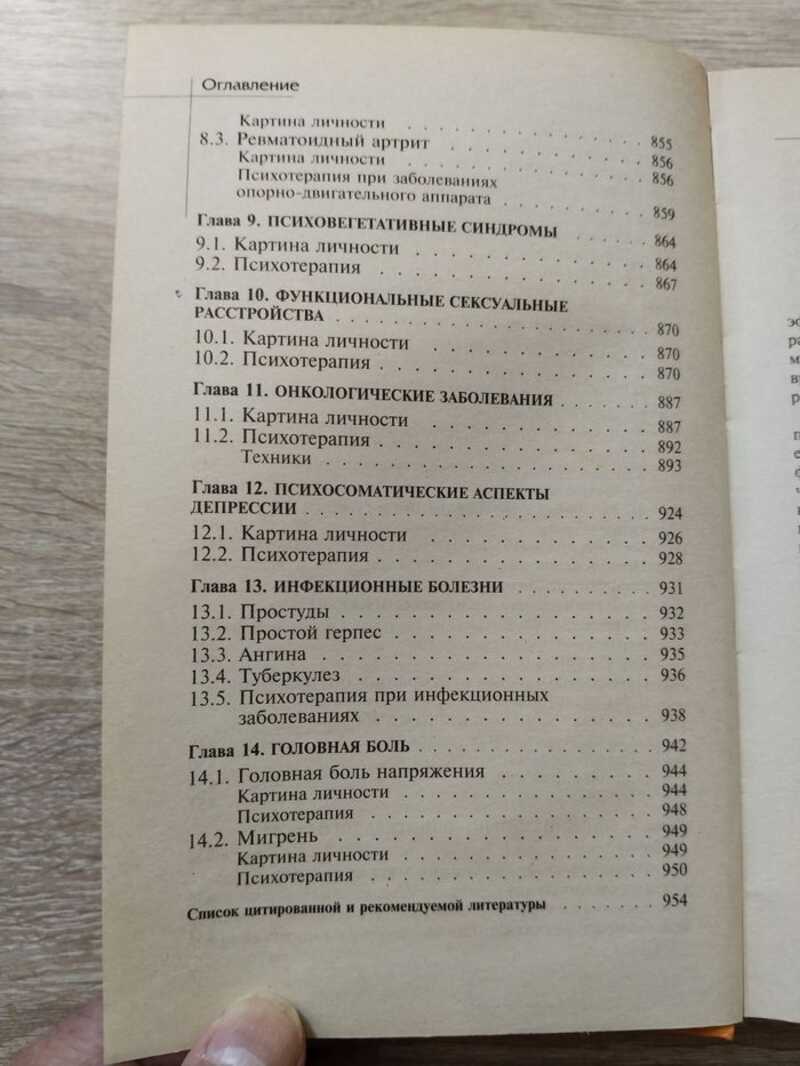 Оглавление
Картина личности . . . . . . . . . . . . 855
8.3. Ревматоидный артрит . . . . . . . . . . . . 856
Картина личности . . . . . . . . . . . . 856
Психотерапия при заболеваниях
опорно-двигательного аппарата . . . . . . . . . 859
Глава 9. ПСИХОВЕГЕТАТИВНЫЕ СИНДРОМЫ . . . . . . 864
9.1. Картина личности . . . . . . . . . . . . 864
9.2. Психотерапия . . . . . . . . . . . . . . 867
Глава 10. ФУНКЦИОНАЛЬНЫЕ СЕКСУАЛЬНЫЕ
РАССТРОЙСТВА . . . . . . . . . . . . . . . . 870
10.1. Картина личности . . . . . . . . . . . . 870
10.2. Психотерапия . . . . . . . . . . . . . . 870
Глава 11. ОНКОЛОГИЧЕСКИЕ ЗАБОЛЕВАНИЯ . . . . . . 887
11.1. Картина личности . . . . . . . . . . . . 887
11.2. Психотерапия . . . . . . . . . . . . . . 892
Техники . . . . . . . . . . . . . . . . 893
Глава 12. ПСИХОСОМАТИЧЕСКИЕ АСПЕКТЫ
ДЕПРЕССИИ . . . . . . . . . . . . . . . . . . 924
12.1. Картина личности . . . . . . . . . . . . 926
12.2. Психотерапия . . . . . . . . . . . . . . 928
Глава 13. ИНФЕКЦИОННЫЕ БОЛЕЗНИ . . . . . . . . 931
13.1. Простуды . . . . . . . . . . . . . . . . 932
13.2. Простой герпес . . . . . . . . . . . . . 933
13.3. Ангина . . . . . . . . . . . . . . . . . 935
13.4. Туберкулез . . . . . . . . . . . . . . . 936
13.5. Психотерапия при инфекционных
заболеваниях . . . . . . . . . . . . . . 938
Глава 14. ГОЛОВНАЯ БОЛЬ . . . . . . . . . . . . . 942
14.1. Головная боль напряжения . . . . . . . . 944
Картина личности . . . . . . . . . . . . 944
Психотерапия . . . . . . . . . . . . . . 948
14.2. Мигрень . . . . . . . . . . . . . . . . 949
Картина личности . . . . . . . . . . . . 949
Психотерапия . . . . . . . . . . . . . . 950
Список цитированной и рекомендуемой литературы . . . . . . . 954